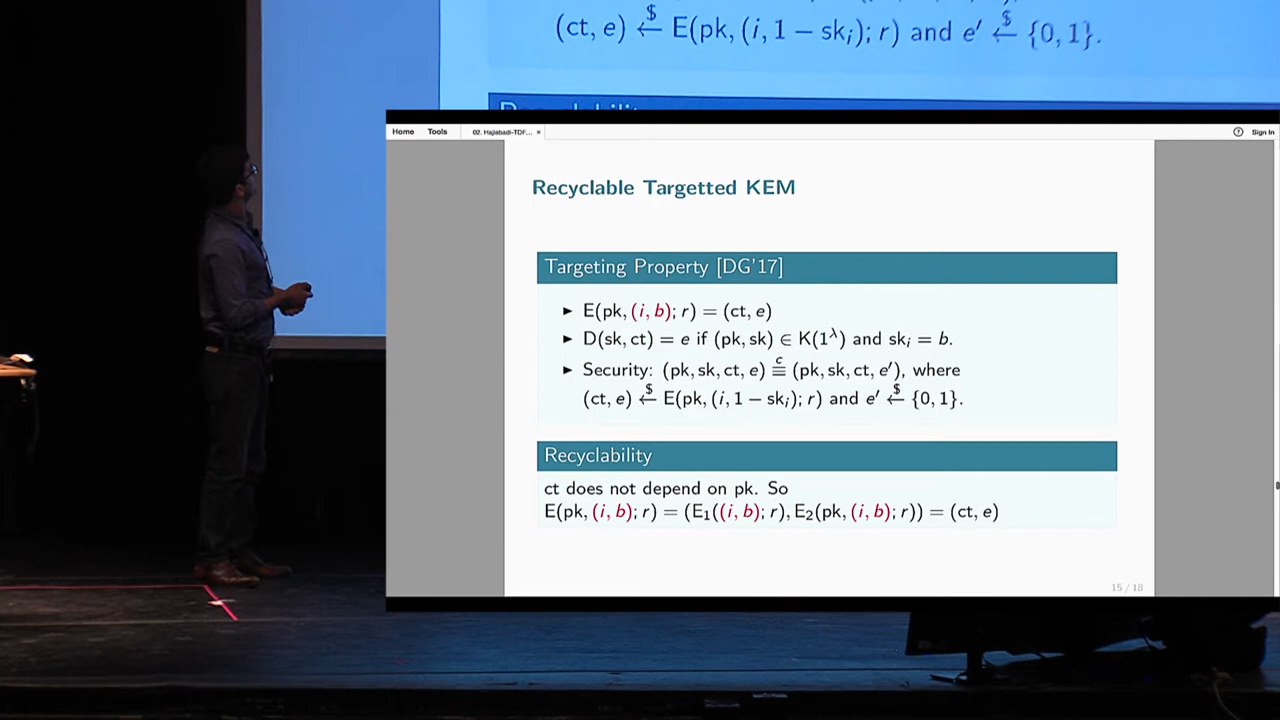 (ct, e) ←$ E(pk, (i, 1 − skᵢ); r) and e′ ←$ {0, 1}.
Home Tools 02. Hajiabadi-TDF... × ? Sign In
Recyclable Targetted KEM
Targeting Property [DG'17]
► E(pk, (i, b); r) = (ct, e)
► D(sk, ct) = e if (pk, sk) ∈ K(1^λ) and skᵢ = b.
► Security: (pk, sk, ct, e) ≡ᶜ (pk, sk, ct, e′), where
(ct, e) ←$ E(pk, (i, 1 − skᵢ); r) and e′ ←$ {0, 1}.
Recyclability
ct does not depend on pk. So
E(pk, (i, b); r) = (E₁((i, b); r), E₂(pk, (i, b); r)) = (ct, e)
15 / 18